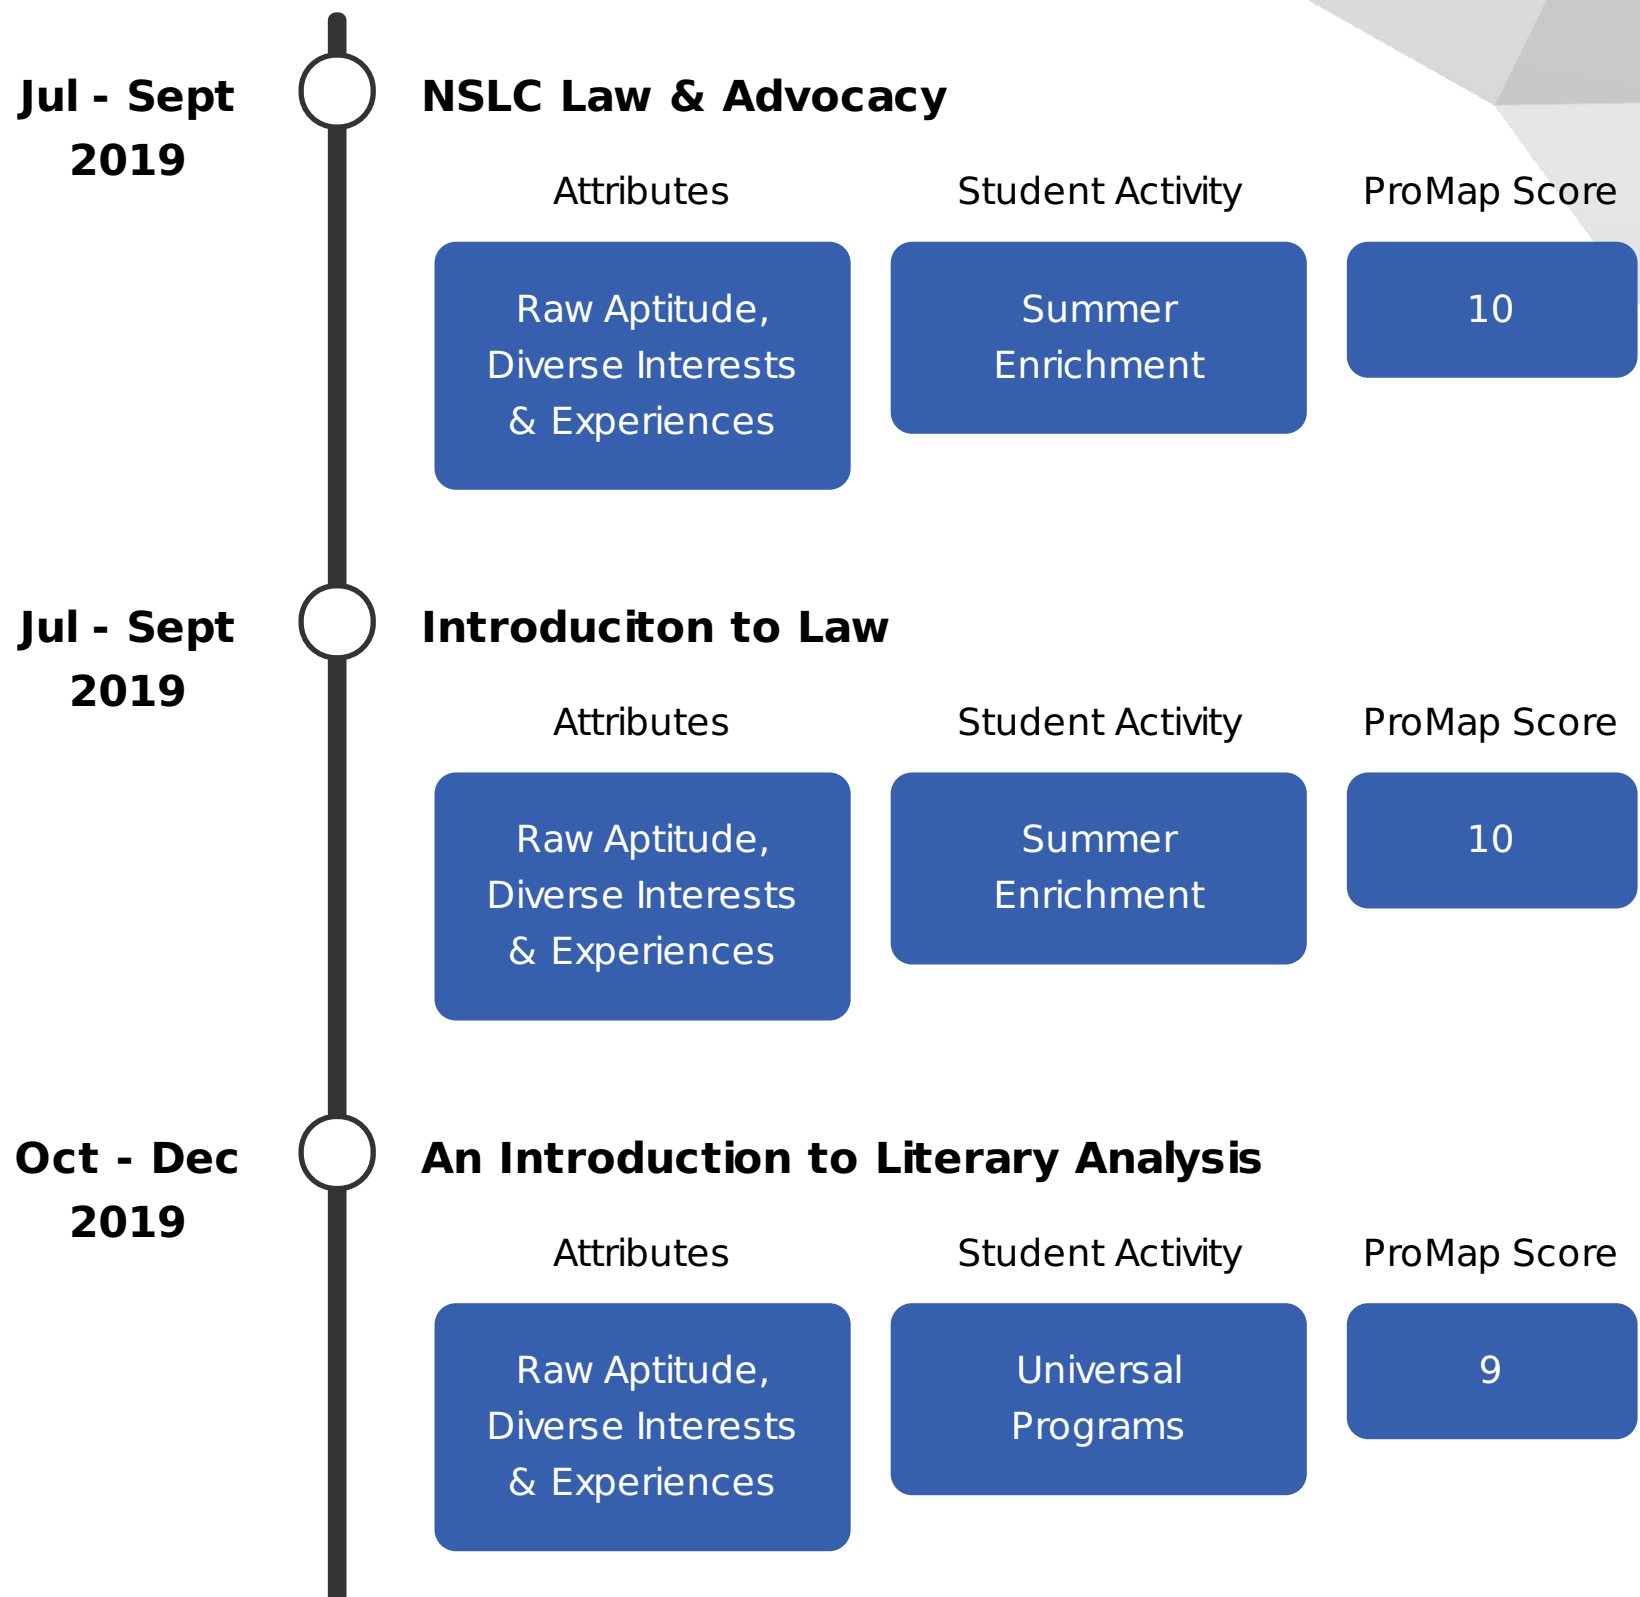 Jul - Sept
2019
NSLC Law & Advocacy
Attributes
Student Activity
ProMap Score
Raw Aptitude,
Diverse Interests
& Experiences
Summer
Enrichment
10
Jul - Sept
2019
Introduciton to Law
Attributes
Student Activity
ProMap Score
Raw Aptitude,
Diverse Interests
& Experiences
Summer
Enrichment
10
Oct - Dec
2019
An Introduction to Literary Analysis
Attributes
Student Activity
ProMap Score
Raw Aptitude,
Diverse Interests
& Experiences
Universal
Programs
9